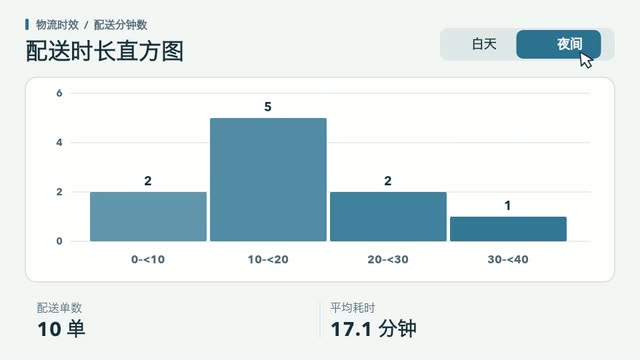 物流时效 / 配送分钟数
配送时长直方图
白天
夜间
6
4
2
0
2
5
2
1
0-<10
10-<20
20-<30
30-<40
配送单数
10 单
平均耗时
17.1 分钟